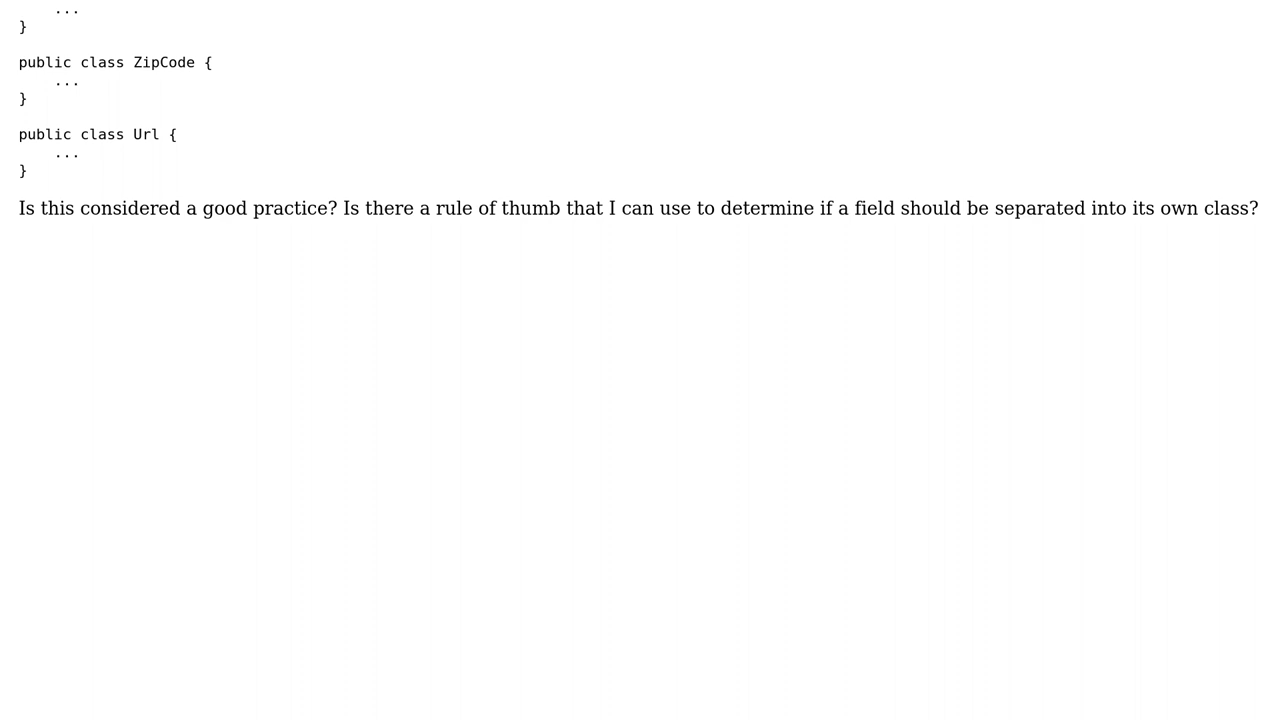 ...
}
public class ZipCode {
    ...
}
public class Url {
    ...
}
Is this considered a good practice? Is there a rule of thumb that I can use to determine if a field should be separated into its own class?